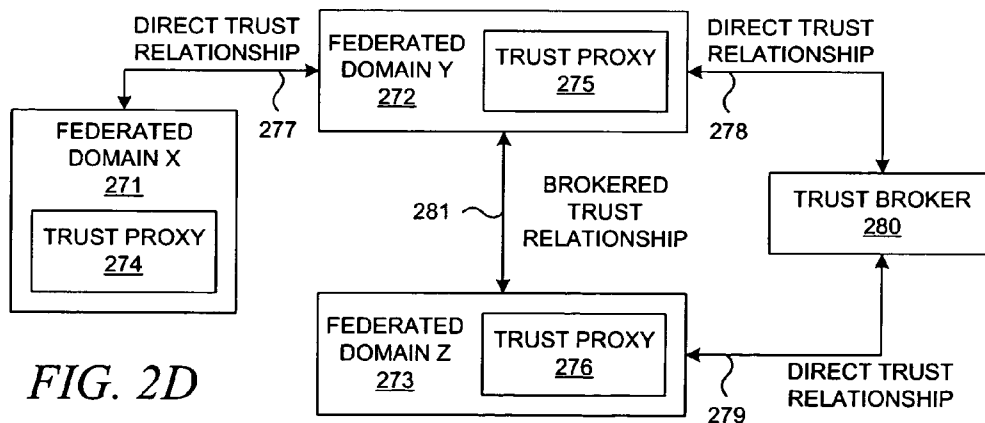 DIRECT TRUST
RELATIONSHIP
277
FEDERATED
DOMAIN Y
272
TRUST PROXY
275
DIRECT TRUST
RELATIONSHIP
278
FEDERATED
DOMAIN X
271
TRUST PROXY
274
281
BROKERED
TRUST
RELATIONSHIP
TRUST BROKER
280
FEDERATED
DOMAIN Z
273
TRUST PROXY
276
DIRECT TRUST
RELATIONSHIP
279
FIG. 2D